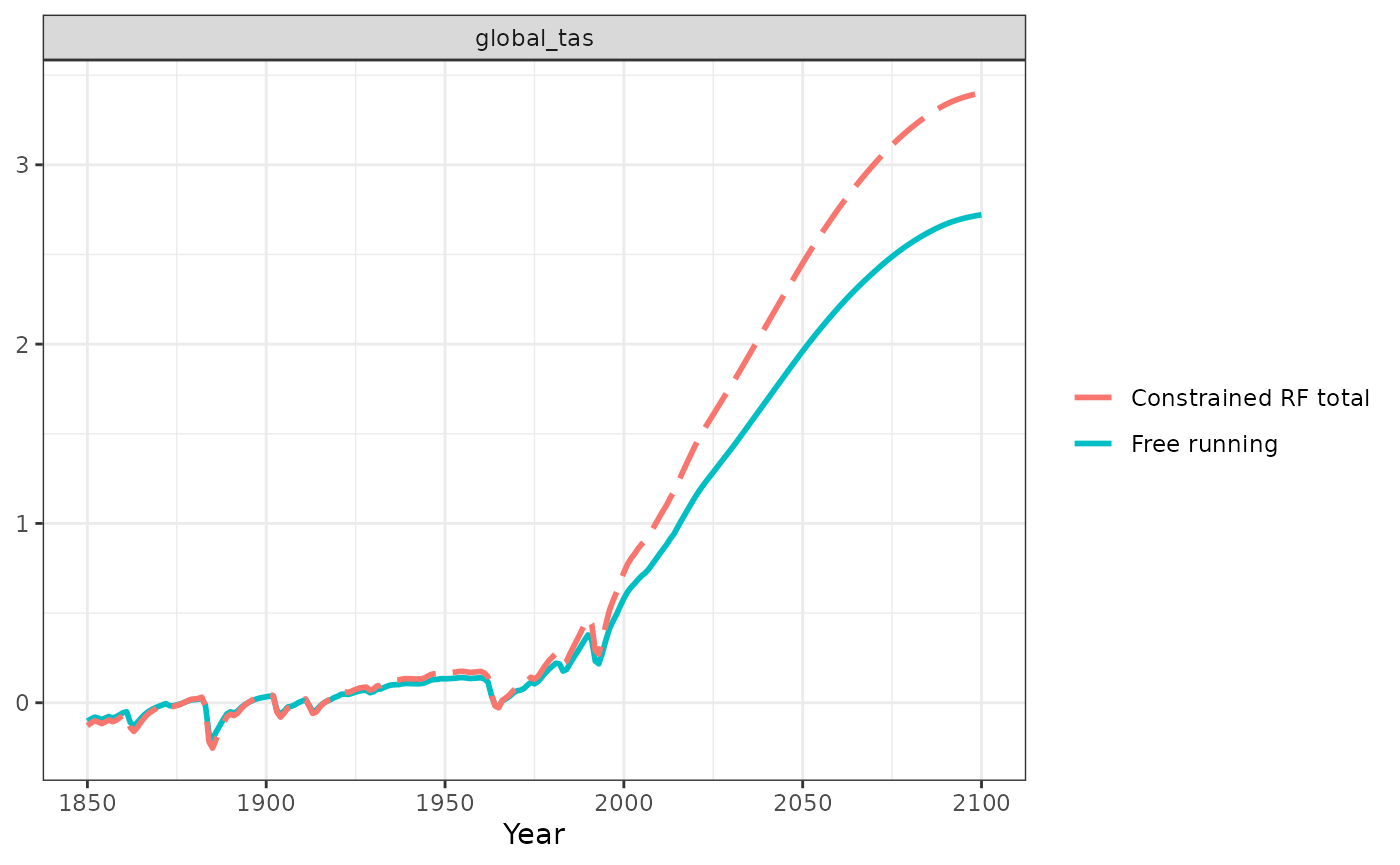 global_tas
3
2
1
0
1850 1900 1950 2000 2050 2100
Year
Constrained RF total
Free running